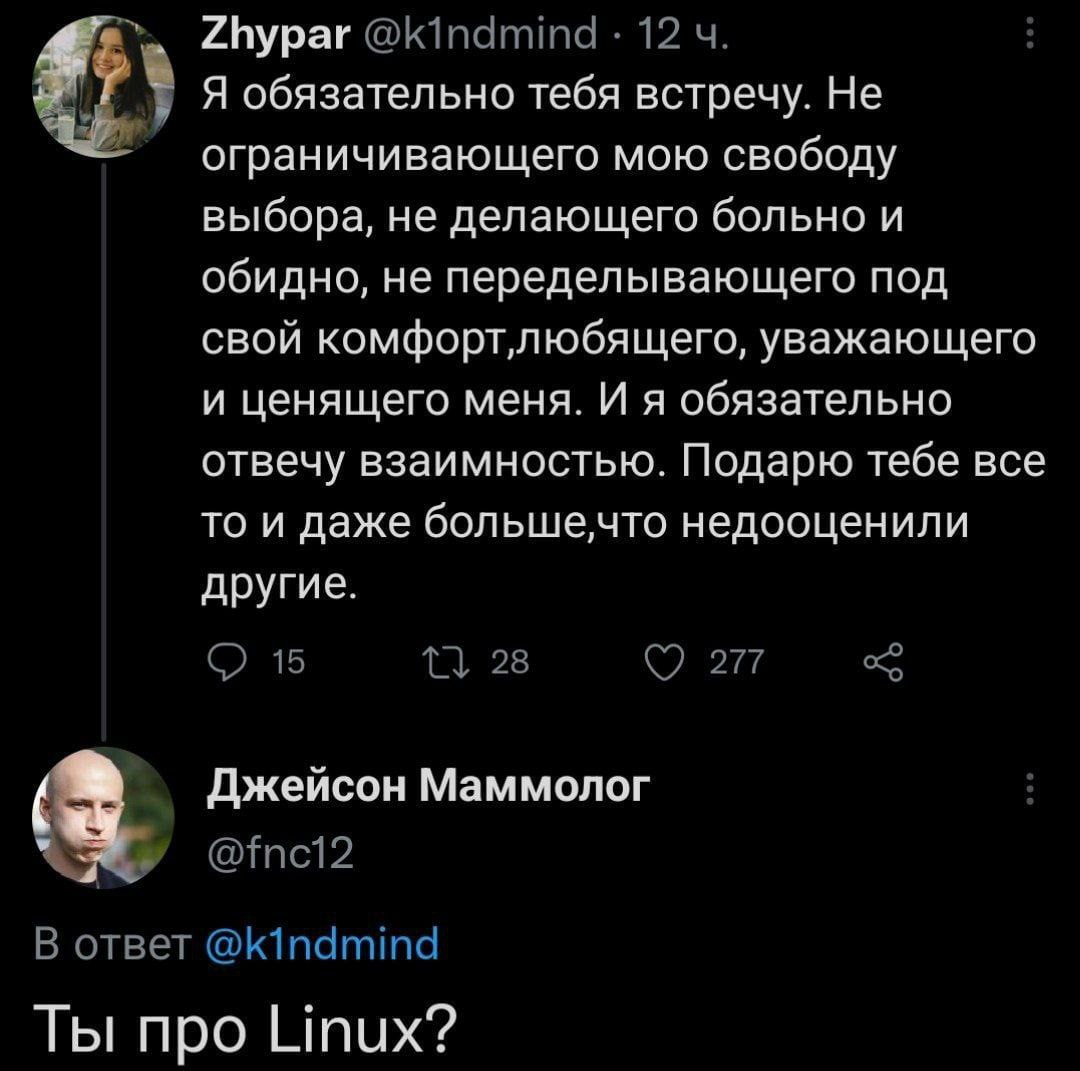 Zhypar @k1ndmind · 12 ч.
Я обязательно тебя встречу. Не
ограничивающего мою свободу
выбора, не делающего больно и
обидно, не переделывающего под
свой комфорт,любящего, уважающего
и ценящего меня. И я обязательно
отвечу взаимностью. Подарю тебе все
то и даже больше,что недооценили
другие.
15 28 277
Джейсон Маммолог
@fnc12
В ответ @k1ndmind
Ты про Linux?